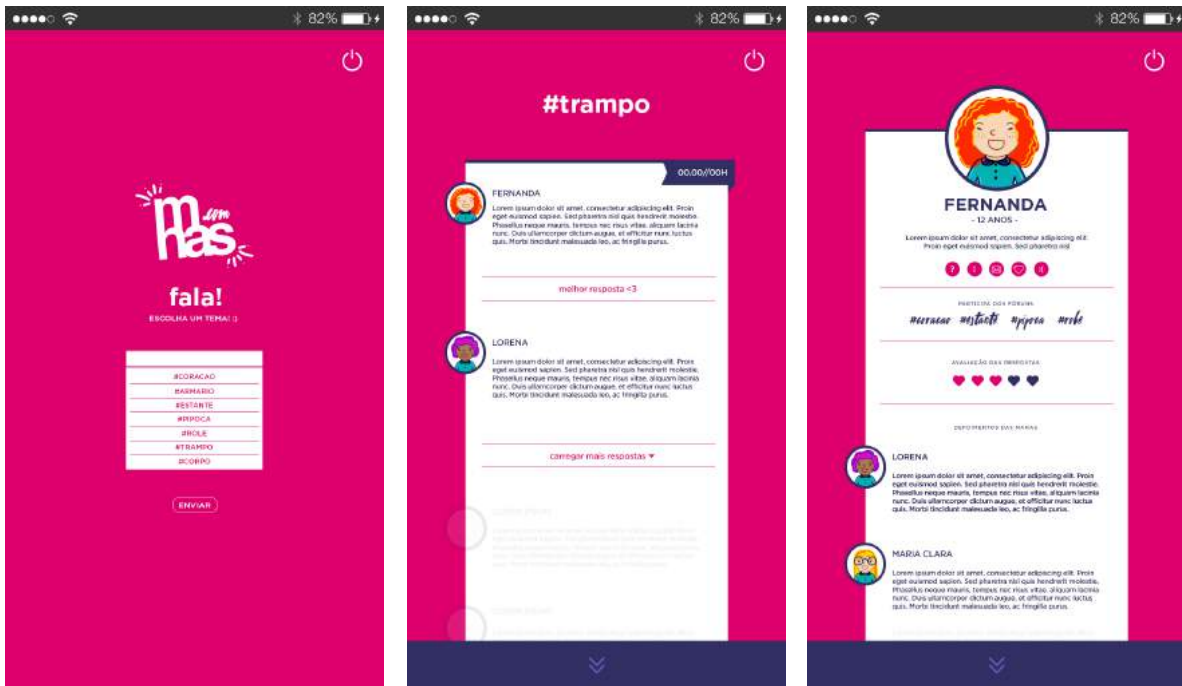 82%
m.com
nas
fala!
ESCOLHA UM TEMA! :)
#CORACAO
#ARMARIO
#ESTANTE
#PIPOCA
#ROLE
#TRAMPO
#CORPO
ENVIAR
82%
#trampo
00.00//00H
FERNANDA
Lorem ipsum dolor sit amet, consectetur adipiscing elit. Proin
eget euismod sapien. Sed pharetra nisl quis hendrerit molestie.
Phasellus neque mauris, tempus nec risus vitae, aliquam lacinia
nunc. Duis ullamcorper dictum augue, et efficitur nunc luctus
quis. Morbi tincidunt malesuada leo, ac fringilla purus.
melhor resposta <3
LORENA
Lorem ipsum dolor sit amet, consectetur adipiscing elit. Proin
eget euismod sapien. Sed pharetra nisl quis hendrerit molestie.
Phasellus neque mauris, tempus nec risus vitae, aliquam lacinia
nunc. Duis ullamcorper dictum augue, et efficitur nunc luctus
quis. Morbi tincidunt malesuada leo, ac fringilla purus.
carregar mais respostas
82%
FERNANDA
- 12 ANOS -
Lorem ipsum dolor sit amet, consectetur adipiscing elit.
Proin eget euismod sapien. Sed pharetra nisl
PARTICIPA DOS FÓRUNS
#coracao #estante #pipoca #role
AVALIAÇÃO DAS RESPOSTAS
DEPOIMENTOS DAS MANAS
LORENA
Lorem ipsum dolor sit amet, consectetur adipiscing elit. Proin
eget euismod sapien. Sed pharetra nisl quis hendrerit molestie.
Phasellus neque mauris, tempus nec risus vitae, aliquam lacinia
nunc. Duis ullamcorper dictum augue, et efficitur nunc luctus
quis. Morbi tincidunt malesuada leo, ac fringilla purus.
MARIA CLARA
Lorem ipsum dolor sit amet, consectetur adipiscing elit. Proin
eget euismod sapien. Sed pharetra nisl quis hendrerit molestie.
Phasellus neque mauris, tempus nec risus vitae, aliquam lacinia
nunc. Duis ullamcorper dictum augue, et efficitur nunc luctus
quis. Morbi tincidunt malesuada leo, ac fringilla purus.